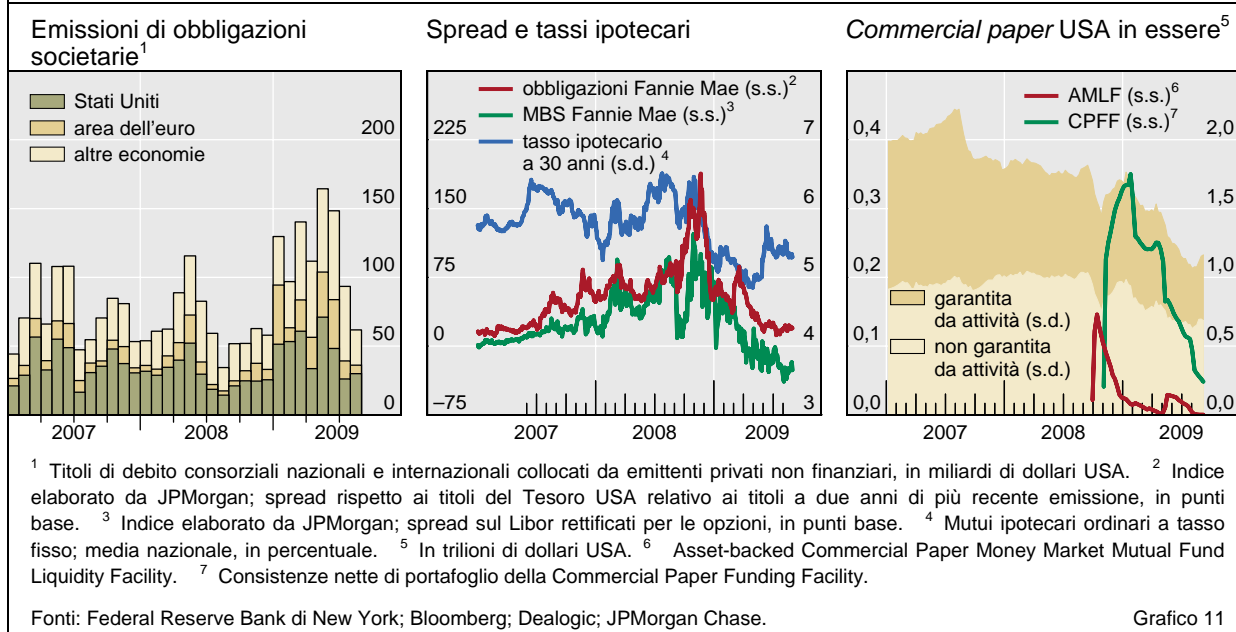 Emissioni di obbligazioni
societarie1
Stati Uniti
area dell'euro
altre economie
200
150
100
50
0
2007
2008
2009
Spread e tassi ipotecari
obbligazioni Fannie Mae (s.s.)2
MBS Fannie Mae (s.s.)3
tasso ipotecario
a 30 anni (s.d.) 4
225
150
75
0
–75
7
6
5
4
3
2007
2008
2009
Commercial paper USA in essere5
AMLF (s.s.)6
CPFF (s.s.)7
0,4
0,3
0,2
0,1
0,0
2,0
1,5
1,0
0,5
0,0
garantita
da attività (s.d.)
non garantita
da attività (s.d.)
2007
2008
2009
1 Titoli di debito consorziali nazionali e internazionali collocati da emittenti privati non finanziari, in miliardi di dollari USA. 2 Indice
elaborato da JPMorgan; spread rispetto ai titoli del Tesoro USA relativo ai titoli a due anni di più recente emissione, in punti
base. 3 Indice elaborato da JPMorgan; spread sul Libor rettificati per le opzioni, in punti base. 4 Mutui ipotecari ordinari a tasso
fisso; media nazionale, in percentuale. 5 In trilioni di dollari USA. 6 Asset-backed Commercial Paper Money Market Mutual Fund
Liquidity Facility. 7 Consistenze nette di portafoglio della Commercial Paper Funding Facility.
Fonti: Federal Reserve Bank di New York; Bloomberg; Dealogic; JPMorgan Chase.
Grafico 11